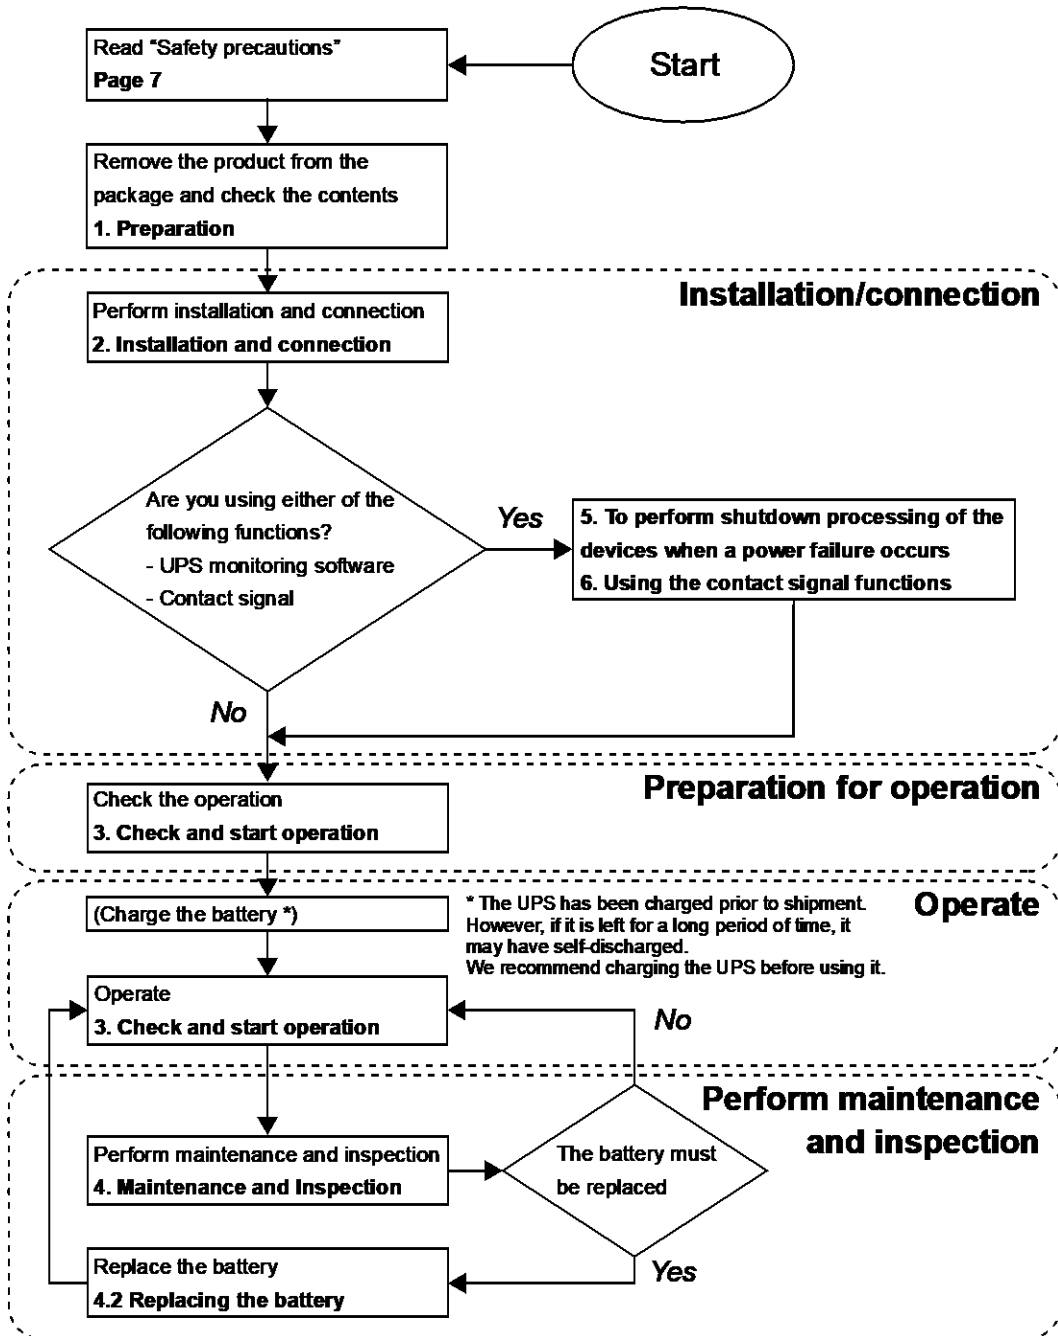 Start
Read “Safety precautions”
Page 7
Remove the product from the
package and check the contents
1. Preparation
Installation/connection
Perform installation and connection
2. Installation and connection
Are you using either of the
following functions?
- UPS monitoring software
- Contact signal
Yes
5. To perform shutdown processing of the
devices when a power failure occurs
6. Using the contact signal functions
No
Preparation for operation
Check the operation
3. Check and start operation
Operate
(Charge the battery *)
* The UPS has been charged prior to shipment.
However, if it is left for a long period of time, it
may have self-discharged.
We recommend charging the UPS before using it.
Operate
3. Check and start operation
No
Perform maintenance
and inspection
Perform maintenance and inspection
4. Maintenance and Inspection
The battery must
be replaced
Yes
Replace the battery
4.2 Replacing the battery